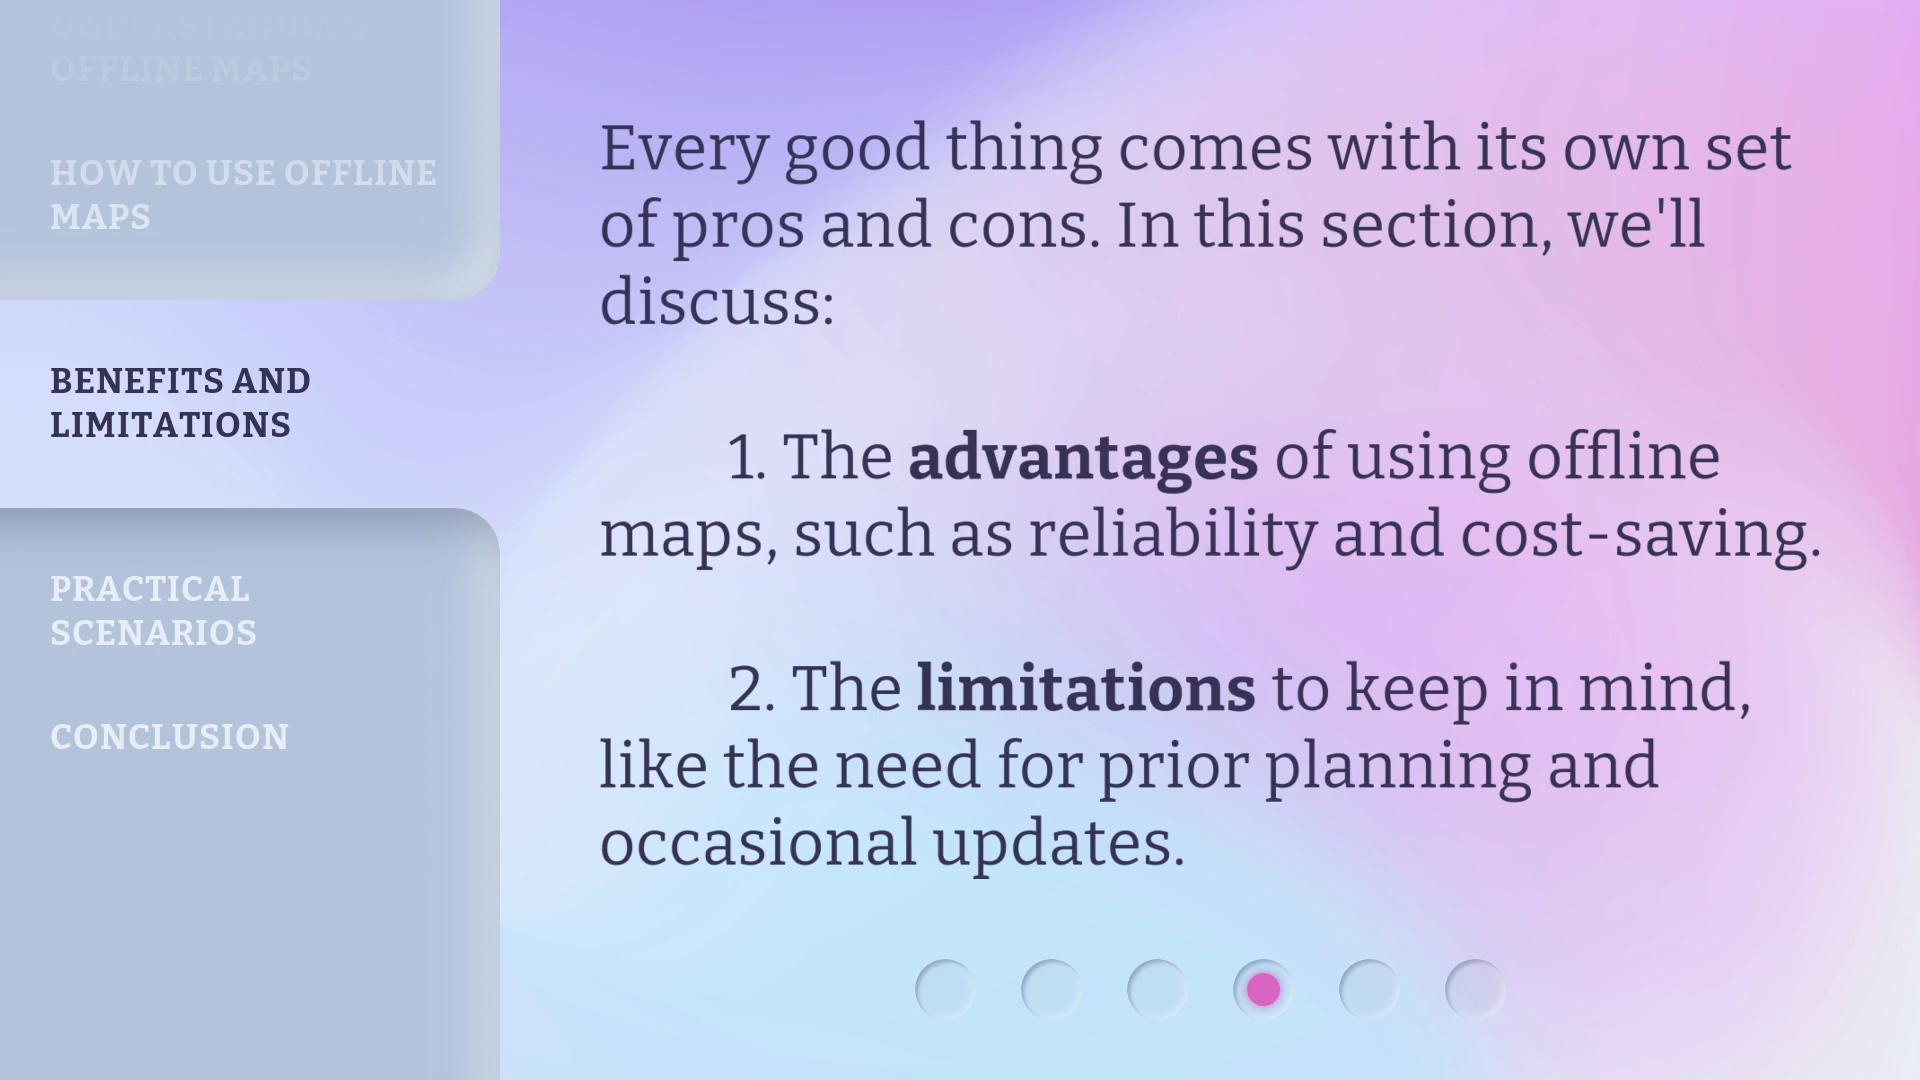 UNDERSTANDING
OFFLINE MAPS
HOW TO USE OFFLINE
MAPS
BENEFITS AND
LIMITATIONS
PRACTICAL
SCENARIOS
CONCLUSION
Every good thing comes with its own set
of pros and cons. In this section, we'll
discuss:
1. The advantages of using offline
maps, such as reliability and cost-saving.
2. The limitations to keep in mind,
like the need for prior planning and
occasional updates.